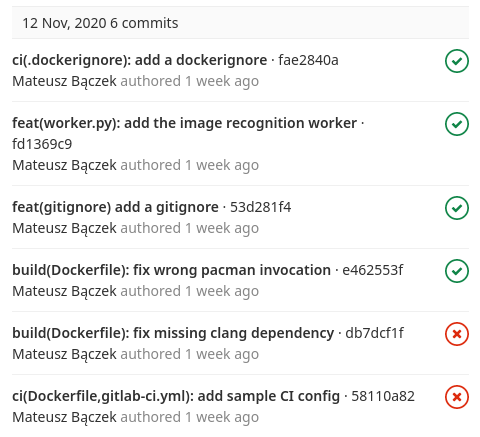 12 Nov, 2020 6 commits
ci(.dockerignore): add a dockerignore · fae2840a
Mateusz Bączek authored 1 week ago
feat(worker.py): add the image recognition worker ·
fd1369c9
Mateusz Bączek authored 1 week ago
feat(gitignore) add a gitignore · 53d281f4
Mateusz Bączek authored 1 week ago
build(Dockerfile): fix wrong pacman invocation · e462553f
Mateusz Bączek authored 1 week ago
build(Dockerfile): fix missing clang dependency · db7dcf1f
Mateusz Bączek authored 1 week ago
ci(Dockerfile,gitlab-ci.yml): add sample CI config · 58110a82
Mateusz Bączek authored 1 week ago